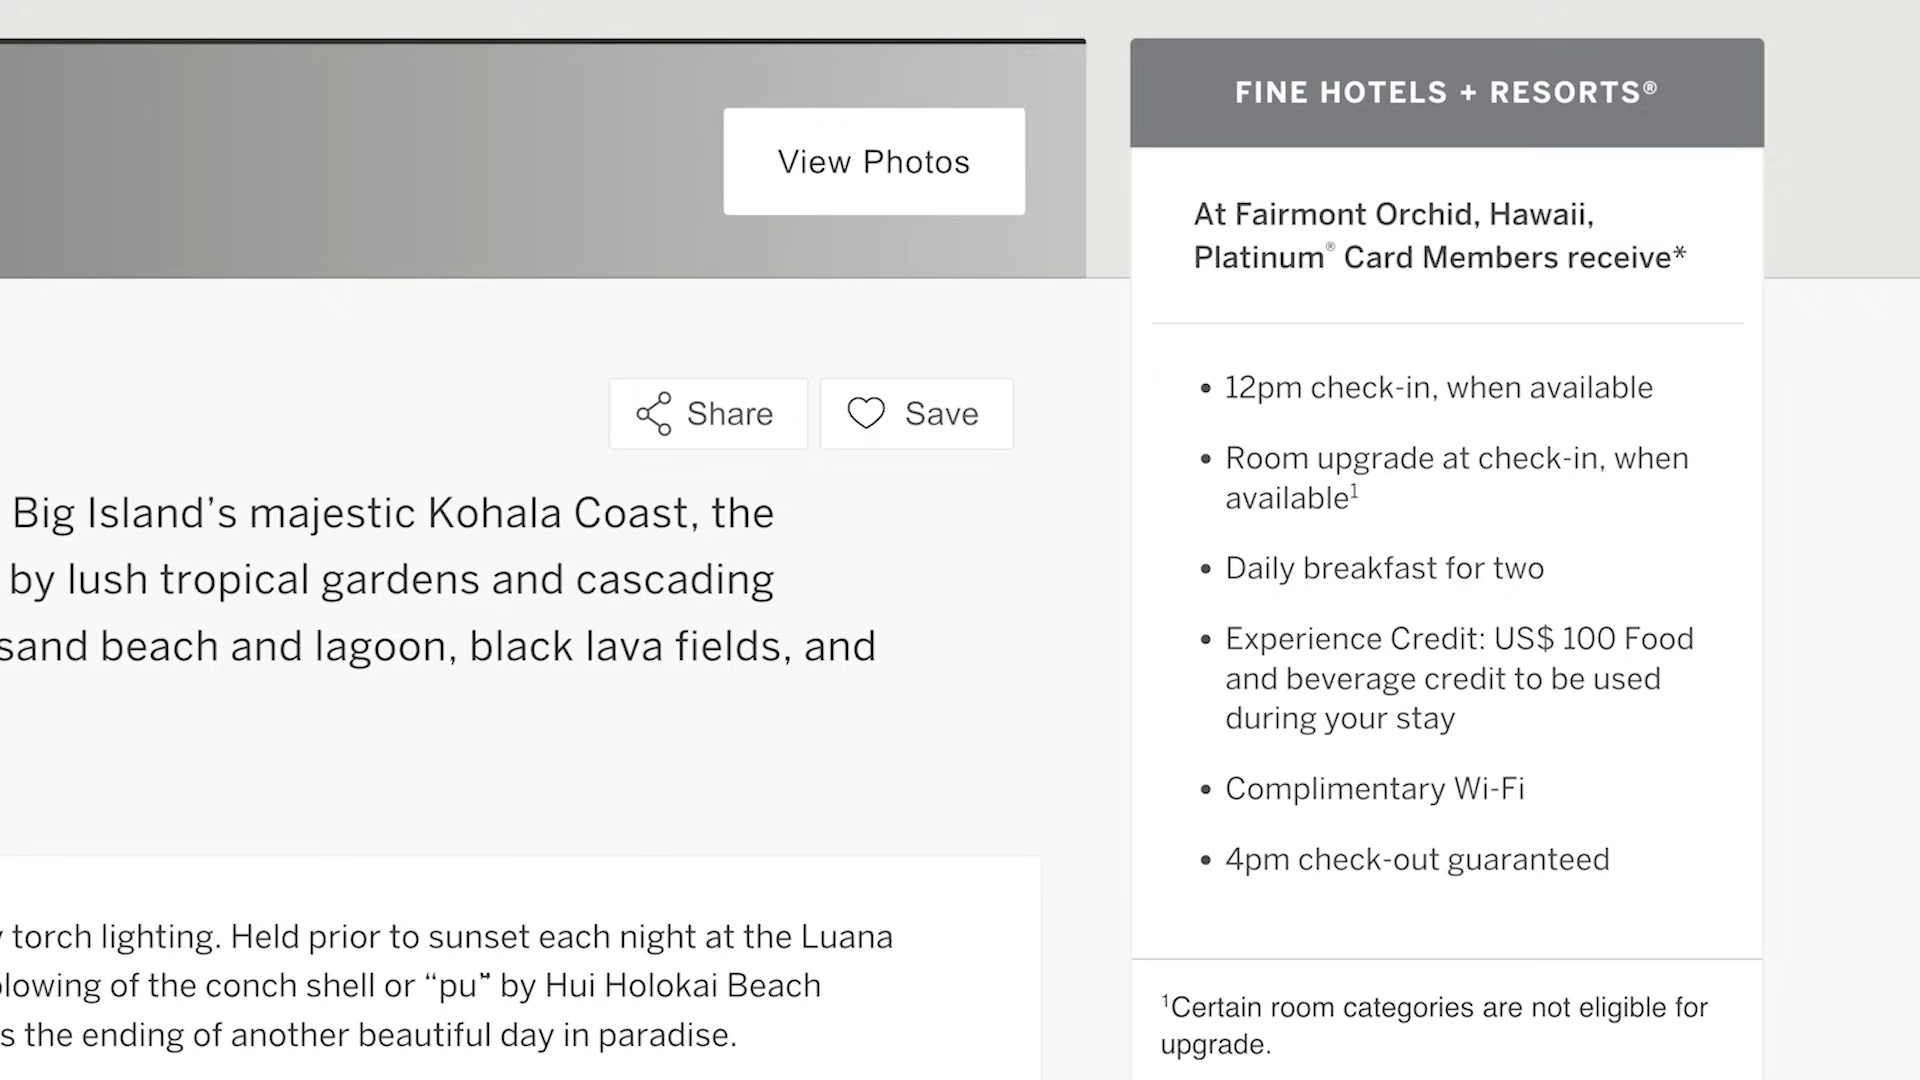 View Photos
Share
Save
Big Island’s majestic Kohala Coast, the
by lush tropical gardens and cascading
sand beach and lagoon, black lava fields, and
torch lighting. Held prior to sunset each night at the Luana
of the conch shell or “pu” by Hui Holokai Beach
the ending of another beautiful day in paradise.
FINE HOTELS + RESORTS®
At Fairmont Orchid, Hawaii,
Platinum® Card Members receive*
• 12pm check-in, when available
• Room upgrade at check-in, when
available¹
• Daily breakfast for two
• Experience Credit: US$ 100 Food
and beverage credit to be used
during your stay
• Complimentary Wi-Fi
• 4pm check-out guaranteed
¹Certain room categories are not eligible for
upgrade.